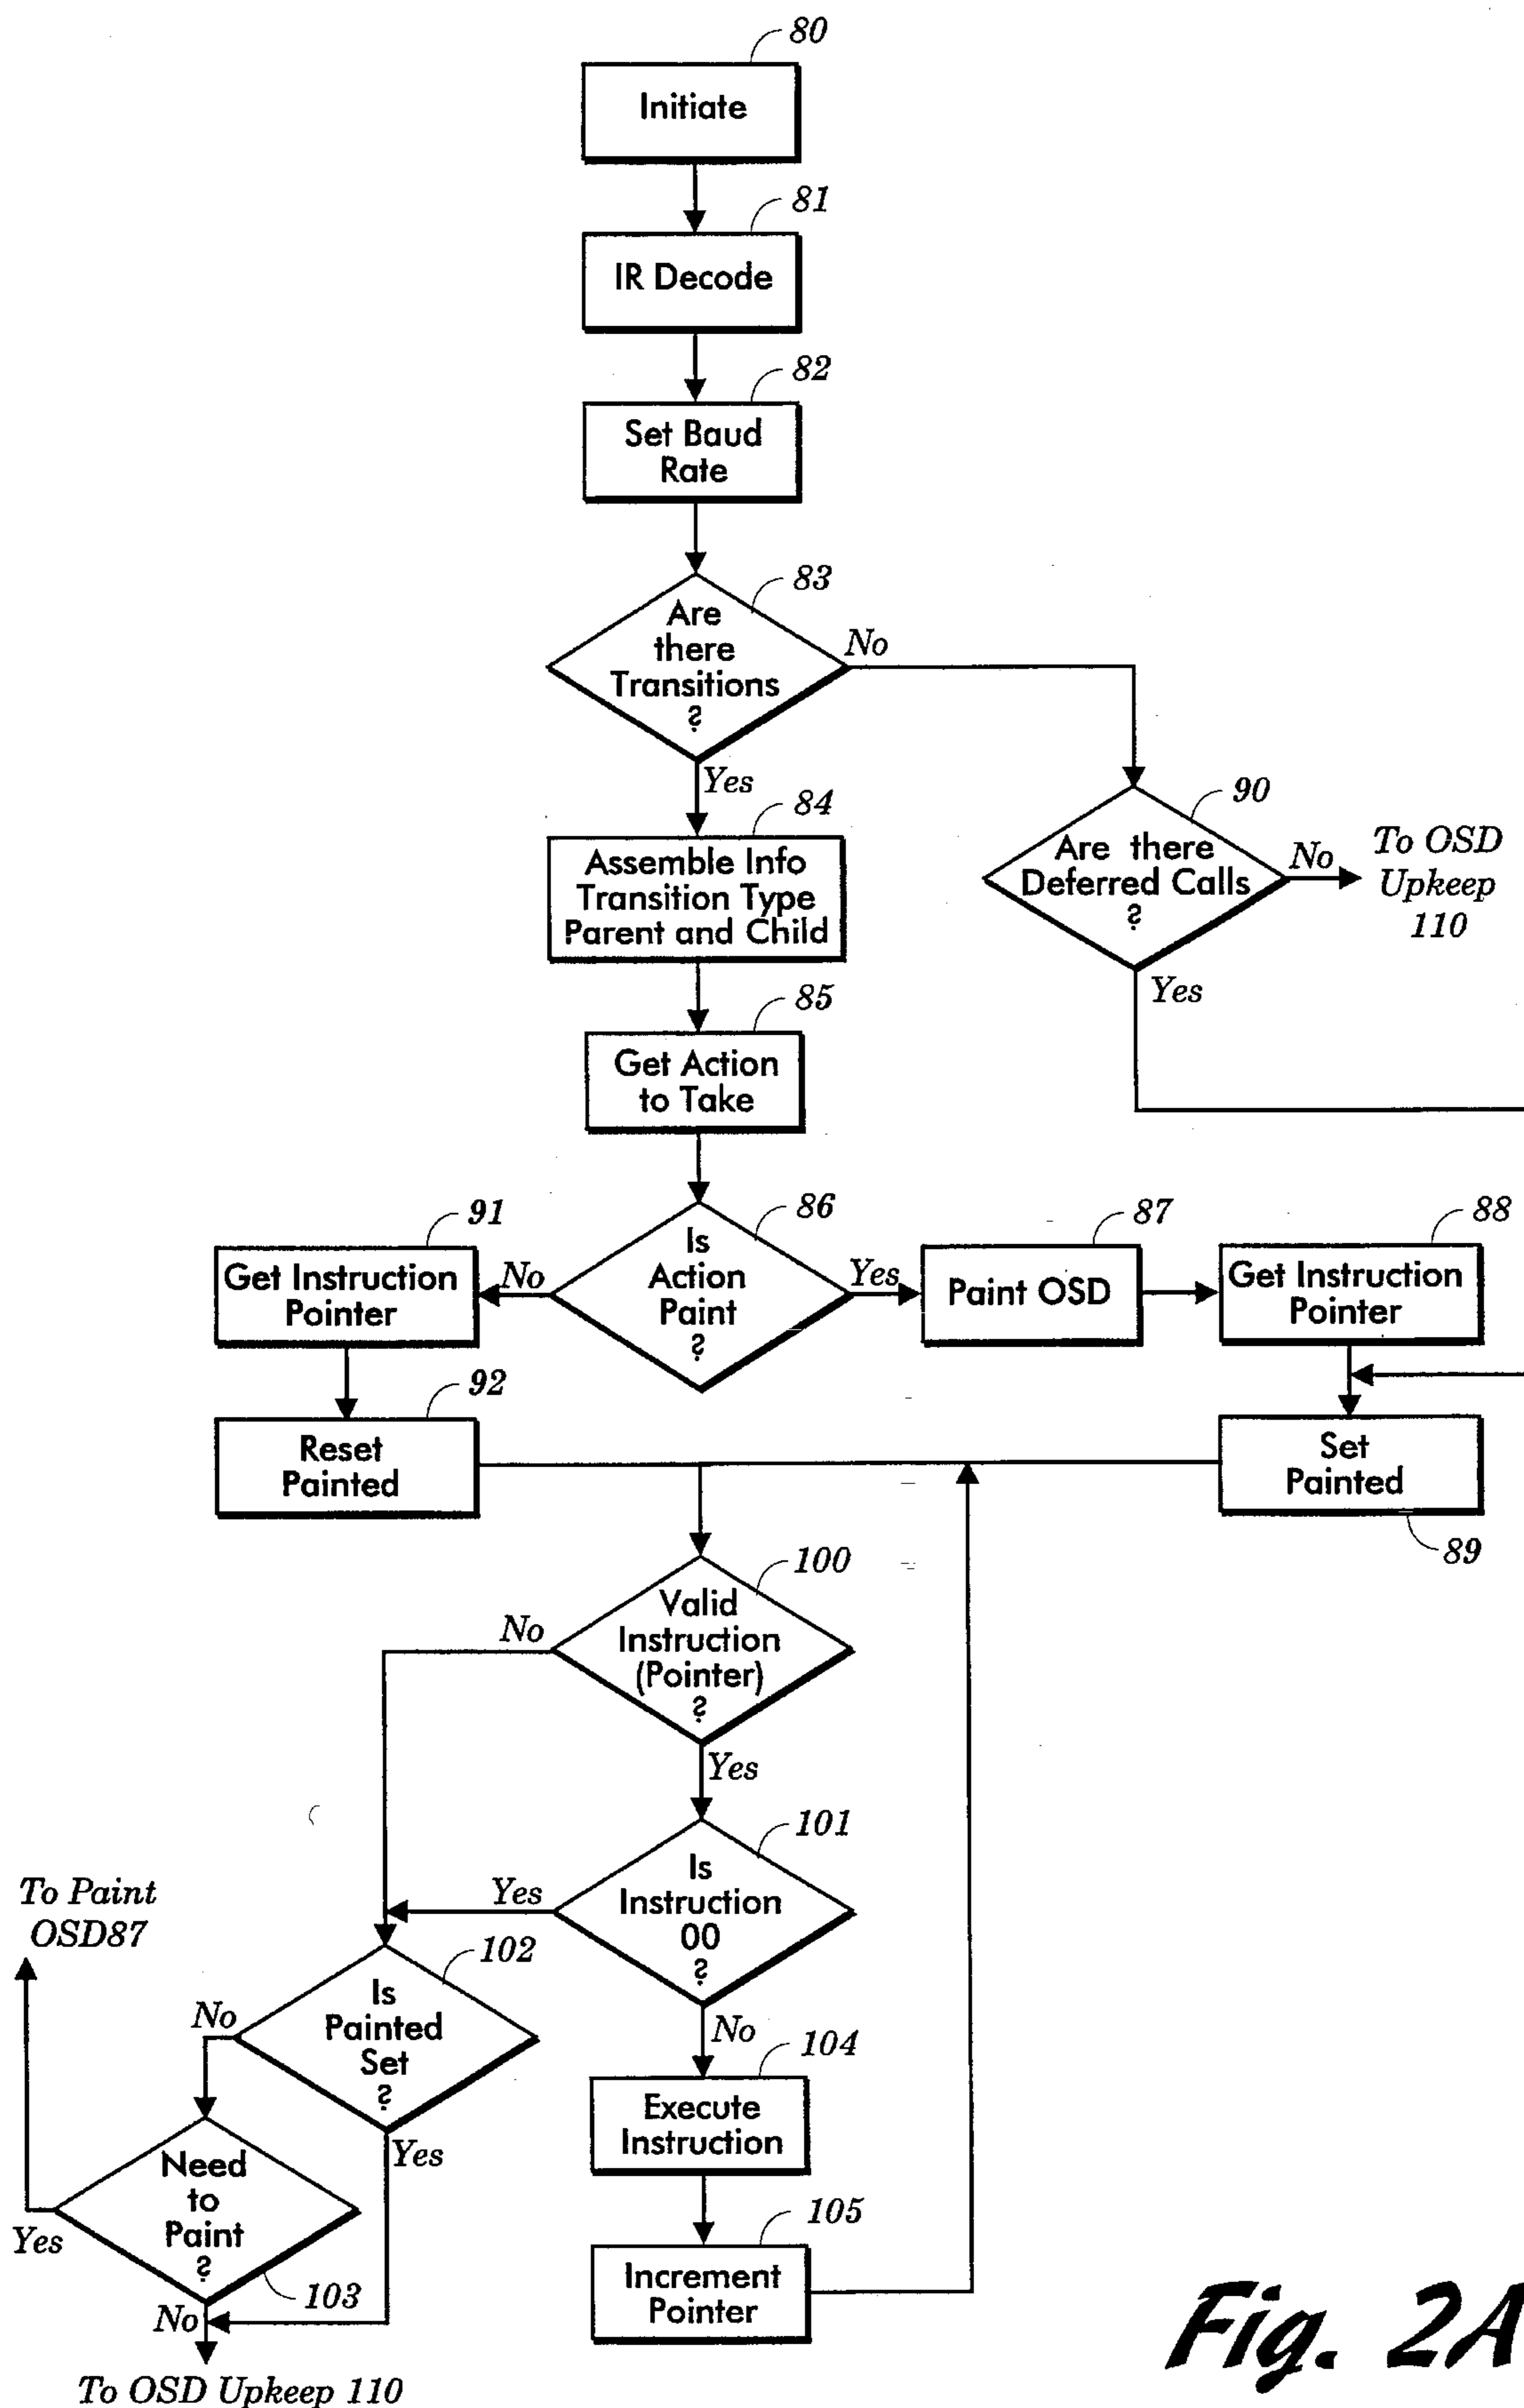 80
Initiate
81
IR Decode
82
Set Baud
Rate
83
Are
there
Transitions
?
No
Yes
84
Assemble Info
Transition Type
Parent and Child
90
Are there
Deferred Calls
?
No
To OSD
Upkeep
110
Yes
85
Get Action
to Take
86
Is
Action
Paint
?
No
Yes
91
Get Instruction
Pointer
87
Paint OSD
88
Get Instruction
Pointer
92
Reset
Painted
Set
Painted
89
100
Valid
Instruction
(Pointer)
?
No
Yes
101
Is
Instruction
00
?
Yes
No
To Paint
OSD87
102
Is
Painted
Set
?
No
Yes
104
Execute
Instruction
Need
to
Paint
?
Yes
103
No
105
Increment
Pointer
To OSD Upkeep 110
Fig. 2A